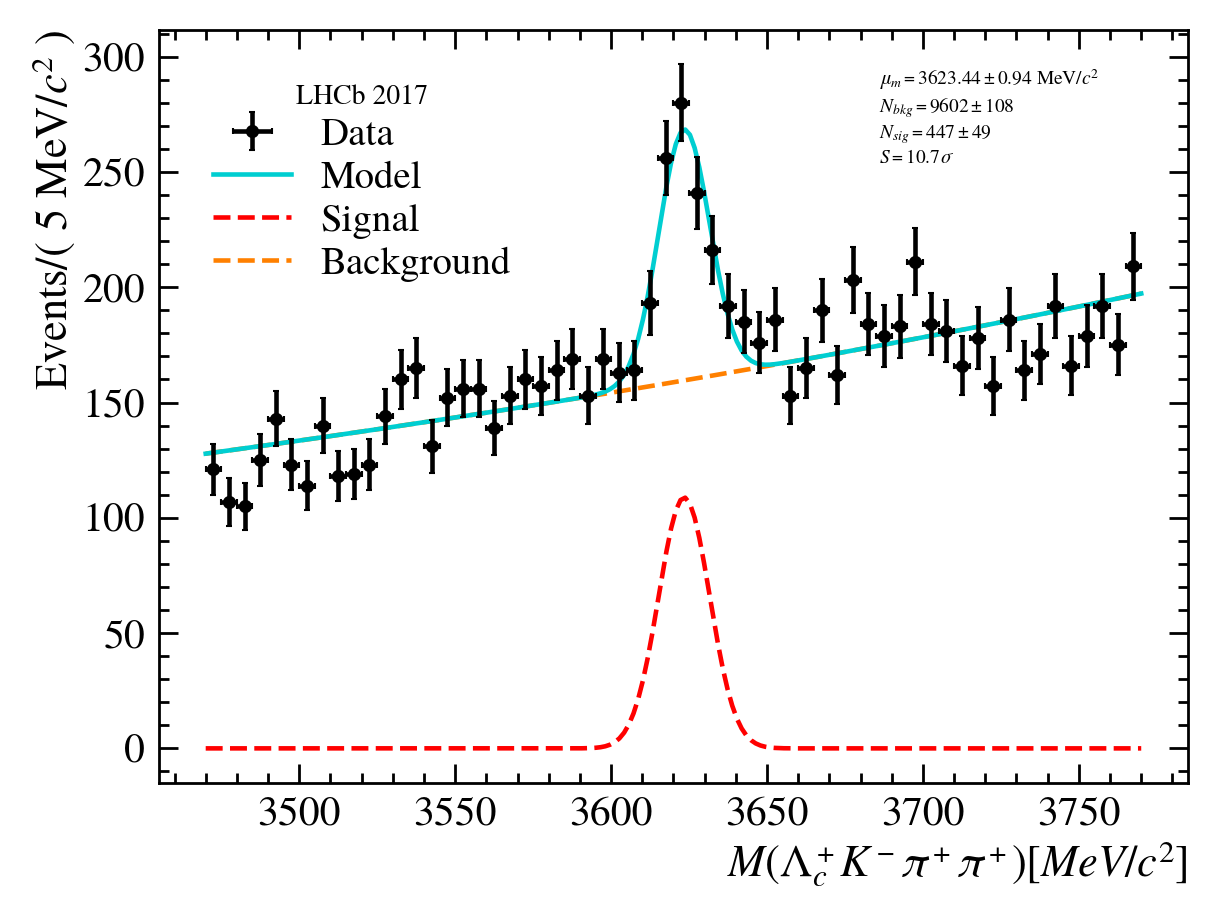 Events/( 5 MeV/c² )
300
250
200
150
100
50
0
LHCb 2017
Data
Model
Signal
Background
μₘ = 3623.44 ± 0.94 MeV/c²
N_bkg = 9602 ± 108
N_sig = 447 ± 49
S = 10.7σ
3500 3550 3600 3650 3700 3750
M(Λ_c⁺K⁻π⁺π⁺)[MeV/c²]